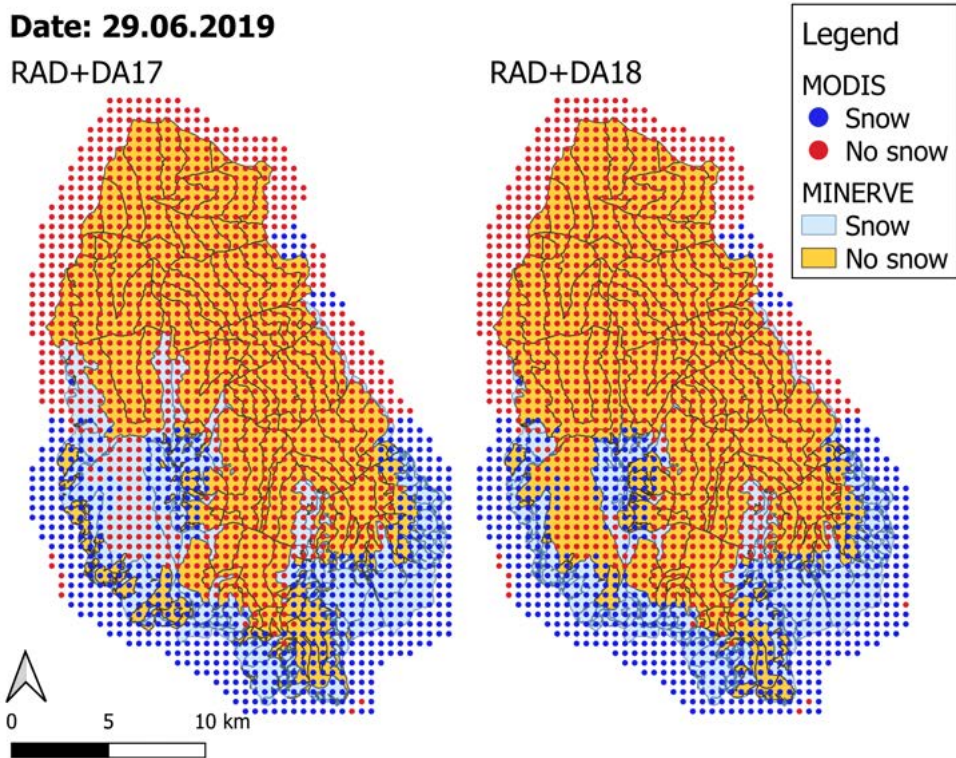 Date: 29.06.2019
RAD+DA17
RAD+DA18
Legend
MODIS
Snow
No snow
MINERVE
Snow
No snow
0 5 10 km